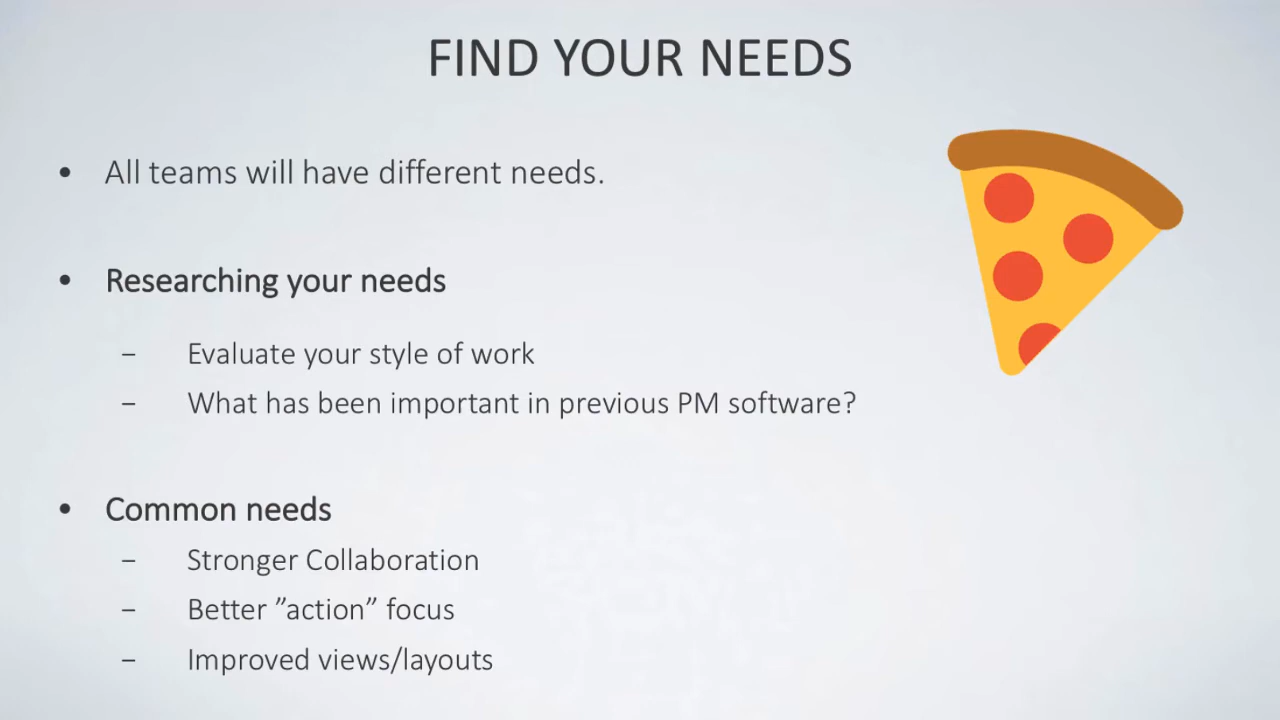 FIND YOUR NEEDS
• All teams will have different needs.
• Researching your needs
– Evaluate your style of work
– What has been important in previous PM software?
• Common needs
– Stronger Collaboration
– Better ”action” focus
– Improved views/layouts